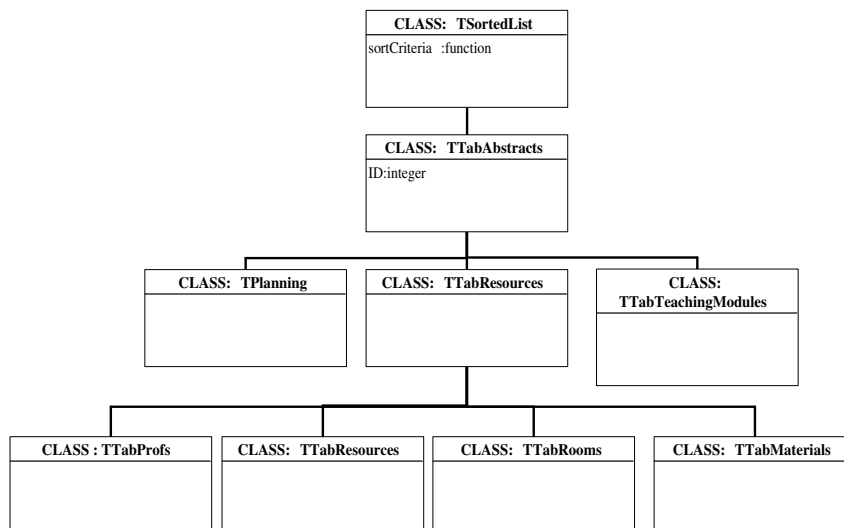 CLASS: TSortedList
sortCriteria :function
CLASS: TTabAbstracts
ID:integer
CLASS: TPlanning
CLASS: TTabResources
CLASS:
TTabTeachingModules
CLASS : TTabProfs
CLASS: TTabResources
CLASS: TTabRooms
CLASS: TTabMaterials